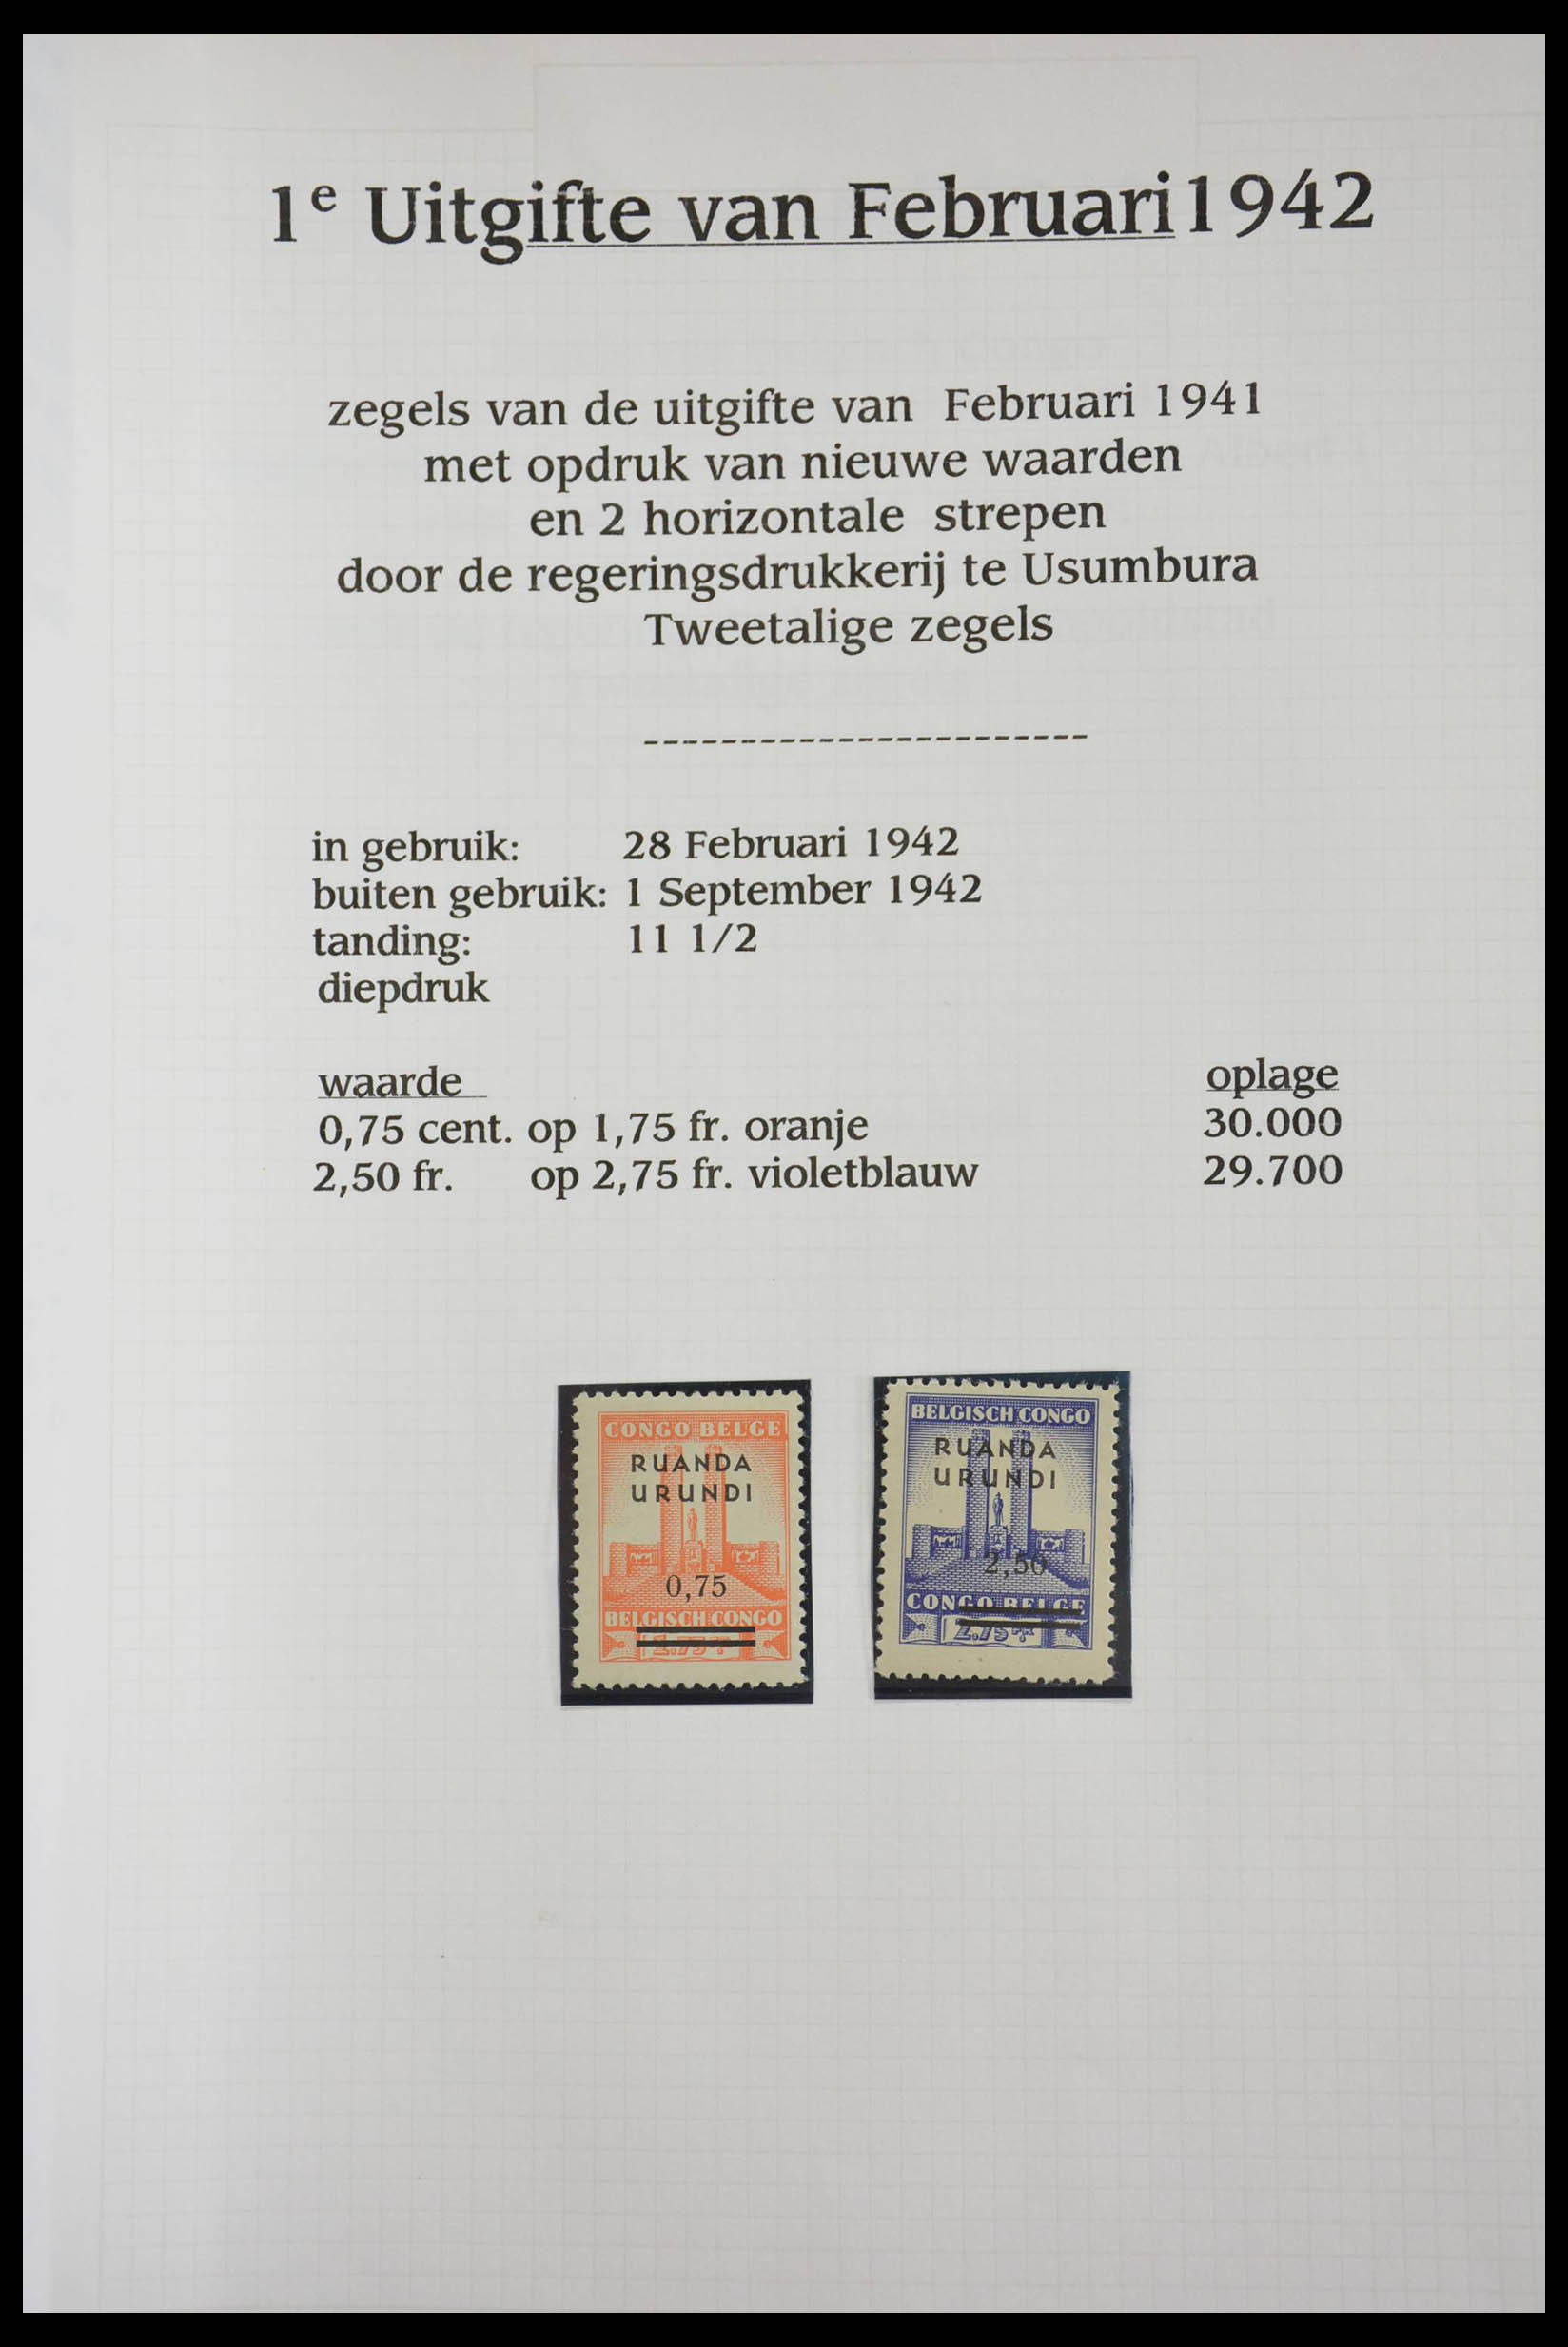 1e Uitgifte van Februari 1942
zegels van de uitgifte van Februari 1941
met opdruk van nieuwe waarden
en 2 horizontale strepen
door de regeringsdrukkerij te Usumbura
Tweetalige zegels
-----------------------
in gebruik: 28 Februari 1942
buiten gebruik: 1 September 1942
tanding: 11 1/2
diepdruk
waarde oplage
0,75 cent. op 1,75 fr. oranje 30.000
2,50 fr. op 2,75 fr. violetblauw 29.700
CONGO BELGE
RUANDA
URUNDI
0,75
BELGISCH CONGO
BELGISCH CONGO
RUANDA
URUNDI
2,50
CONGO BELGE
2.75